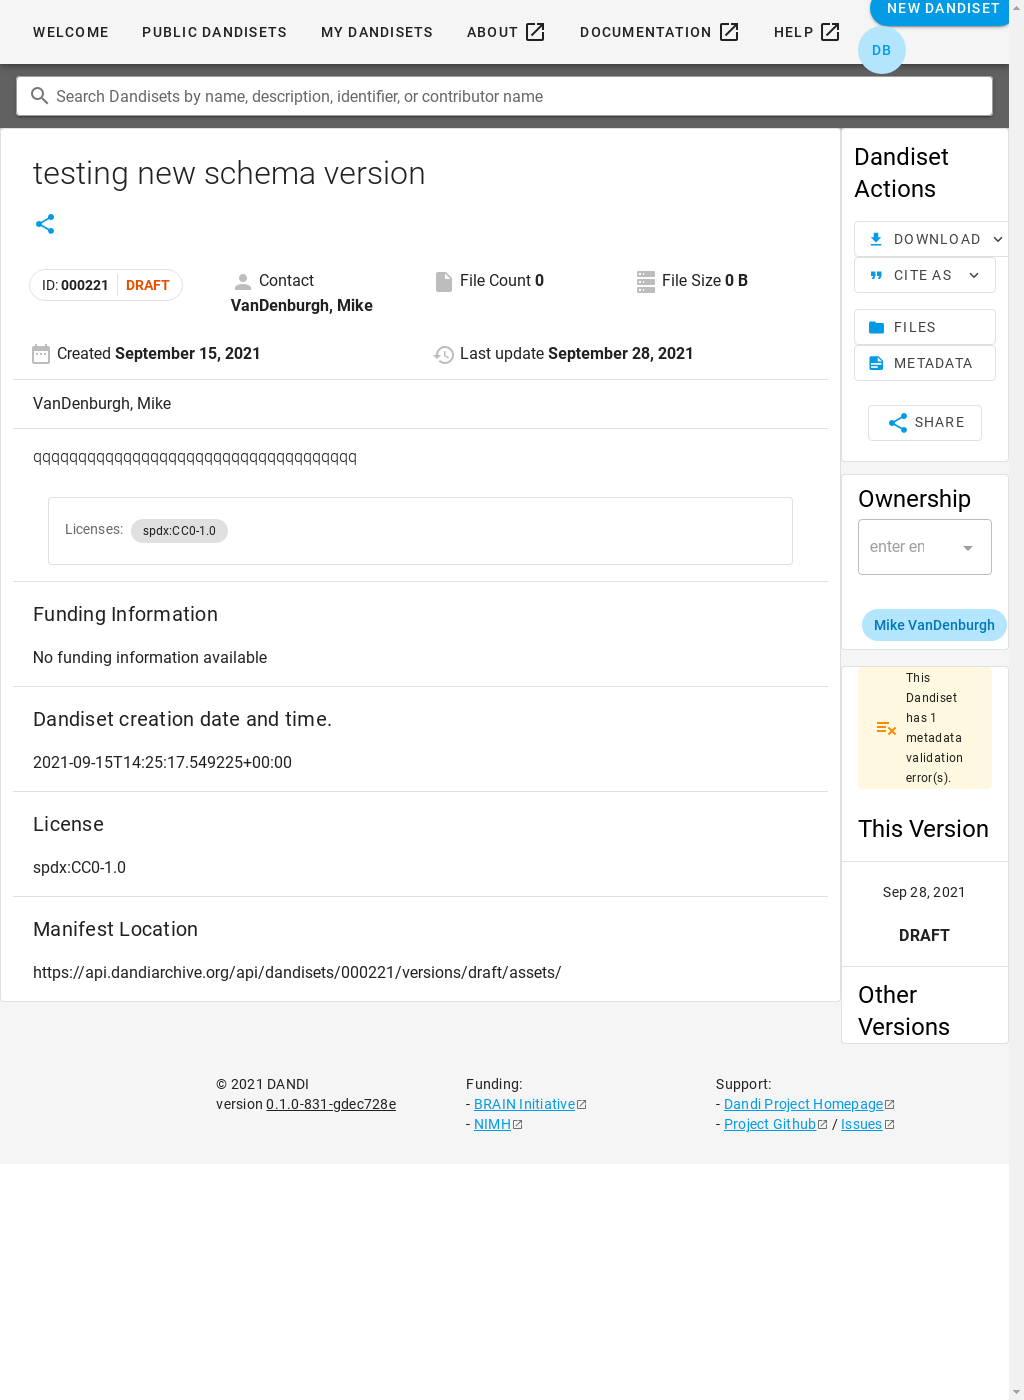 WELCOME PUBLIC DANDISETS MY DANDISETS ABOUT DOCUMENTATION HELP NEW DANDISET
DB
Search Dandisets by name, description, identifier, or contributor name
testing new schema version
ID: 000221 DRAFT
Contact
VanDenburgh, Mike
File Count 0
File Size 0 B
Created September 15, 2021
Last update September 28, 2021
VanDenburgh, Mike
qqqqqqqqqqqqqqqqqqqqqqqqqqqqqqqqqqqq
Licenses: spdx:CC0-1.0
Funding Information
No funding information available
Dandiset creation date and time.
2021-09-15T14:25:17.549225+00:00
License
spdx:CC0-1.0
Manifest Location
https://api.dandiarchive.org/api/dandisets/000221/versions/draft/assets/
Dandiset
Actions
DOWNLOAD
CITE AS
FILES
METADATA
SHARE
Ownership
enter en
Mike VanDenburgh
This
Dandiset
has 1
metadata
validation
error(s).
This Version
Sep 28, 2021
DRAFT
Other
Versions
© 2021 DANDI
version 0.1.0-831-gdec728e
Funding:
- BRAIN Initiative
- NIMH
Support:
- Dandi Project Homepage
- Project Github / Issues